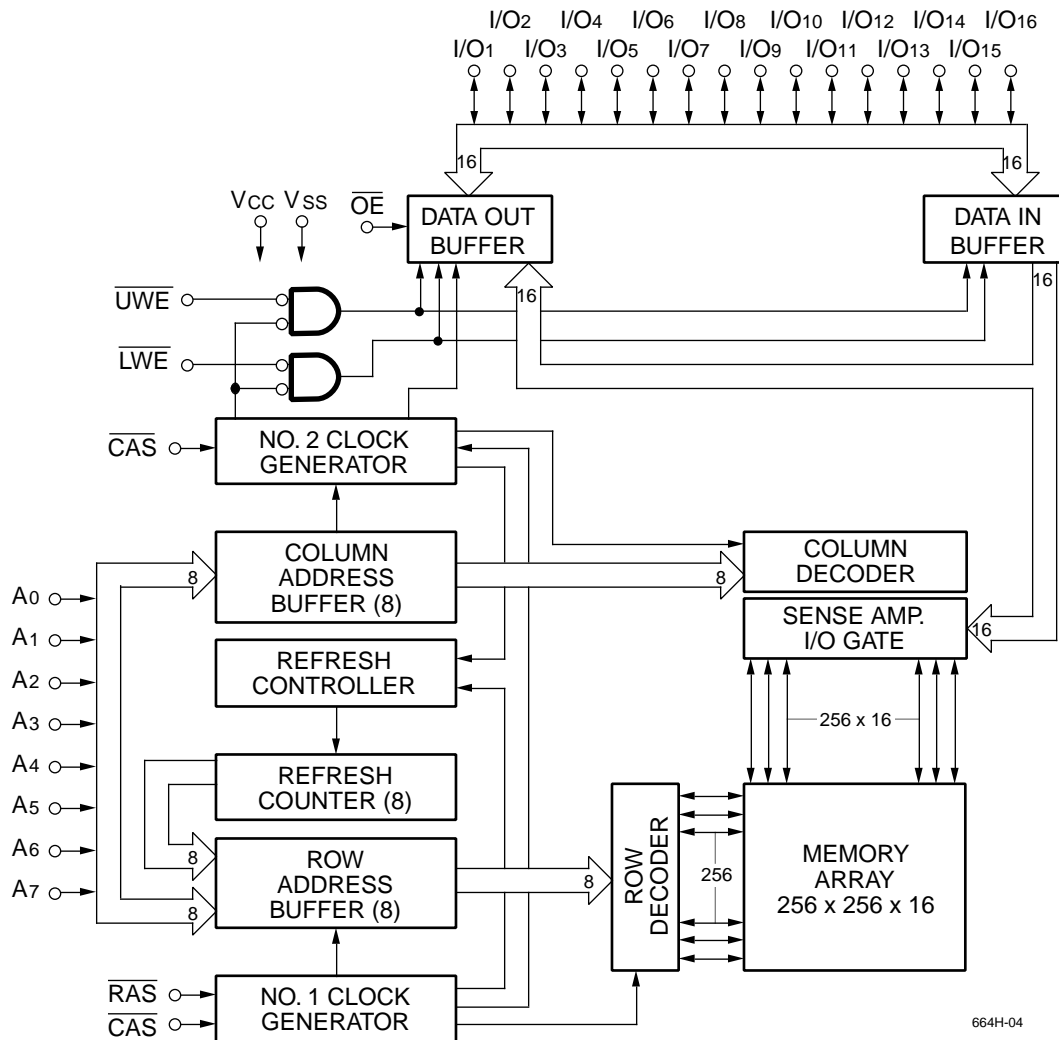 I/O2 I/O4 I/O6 I/O8 I/O10 I/O12 I/O14 I/O16
I/O1 I/O3 I/O5 I/O7 I/O9 I/O11 I/O13 I/O15
16
16
VCC VSS
OE
DATA OUT
BUFFER
DATA IN
BUFFER
UWE
16
16
LWE
CAS
NO. 2 CLOCK
GENERATOR
COLUMN
ADDRESS
BUFFER (8)
8
8
COLUMN
DECODER
A0
A1
A2
A3
A4
A5
A6
A7
SENSE AMP.
I/O GATE
16
REFRESH
CONTROLLER
256 x 16
REFRESH
COUNTER (8)
8
8
ROW
ADDRESS
BUFFER (8)
8
ROW
DECODER
256
MEMORY
ARRAY
256 x 256 x 16
RAS
CAS
NO. 1 CLOCK
GENERATOR
664H-04